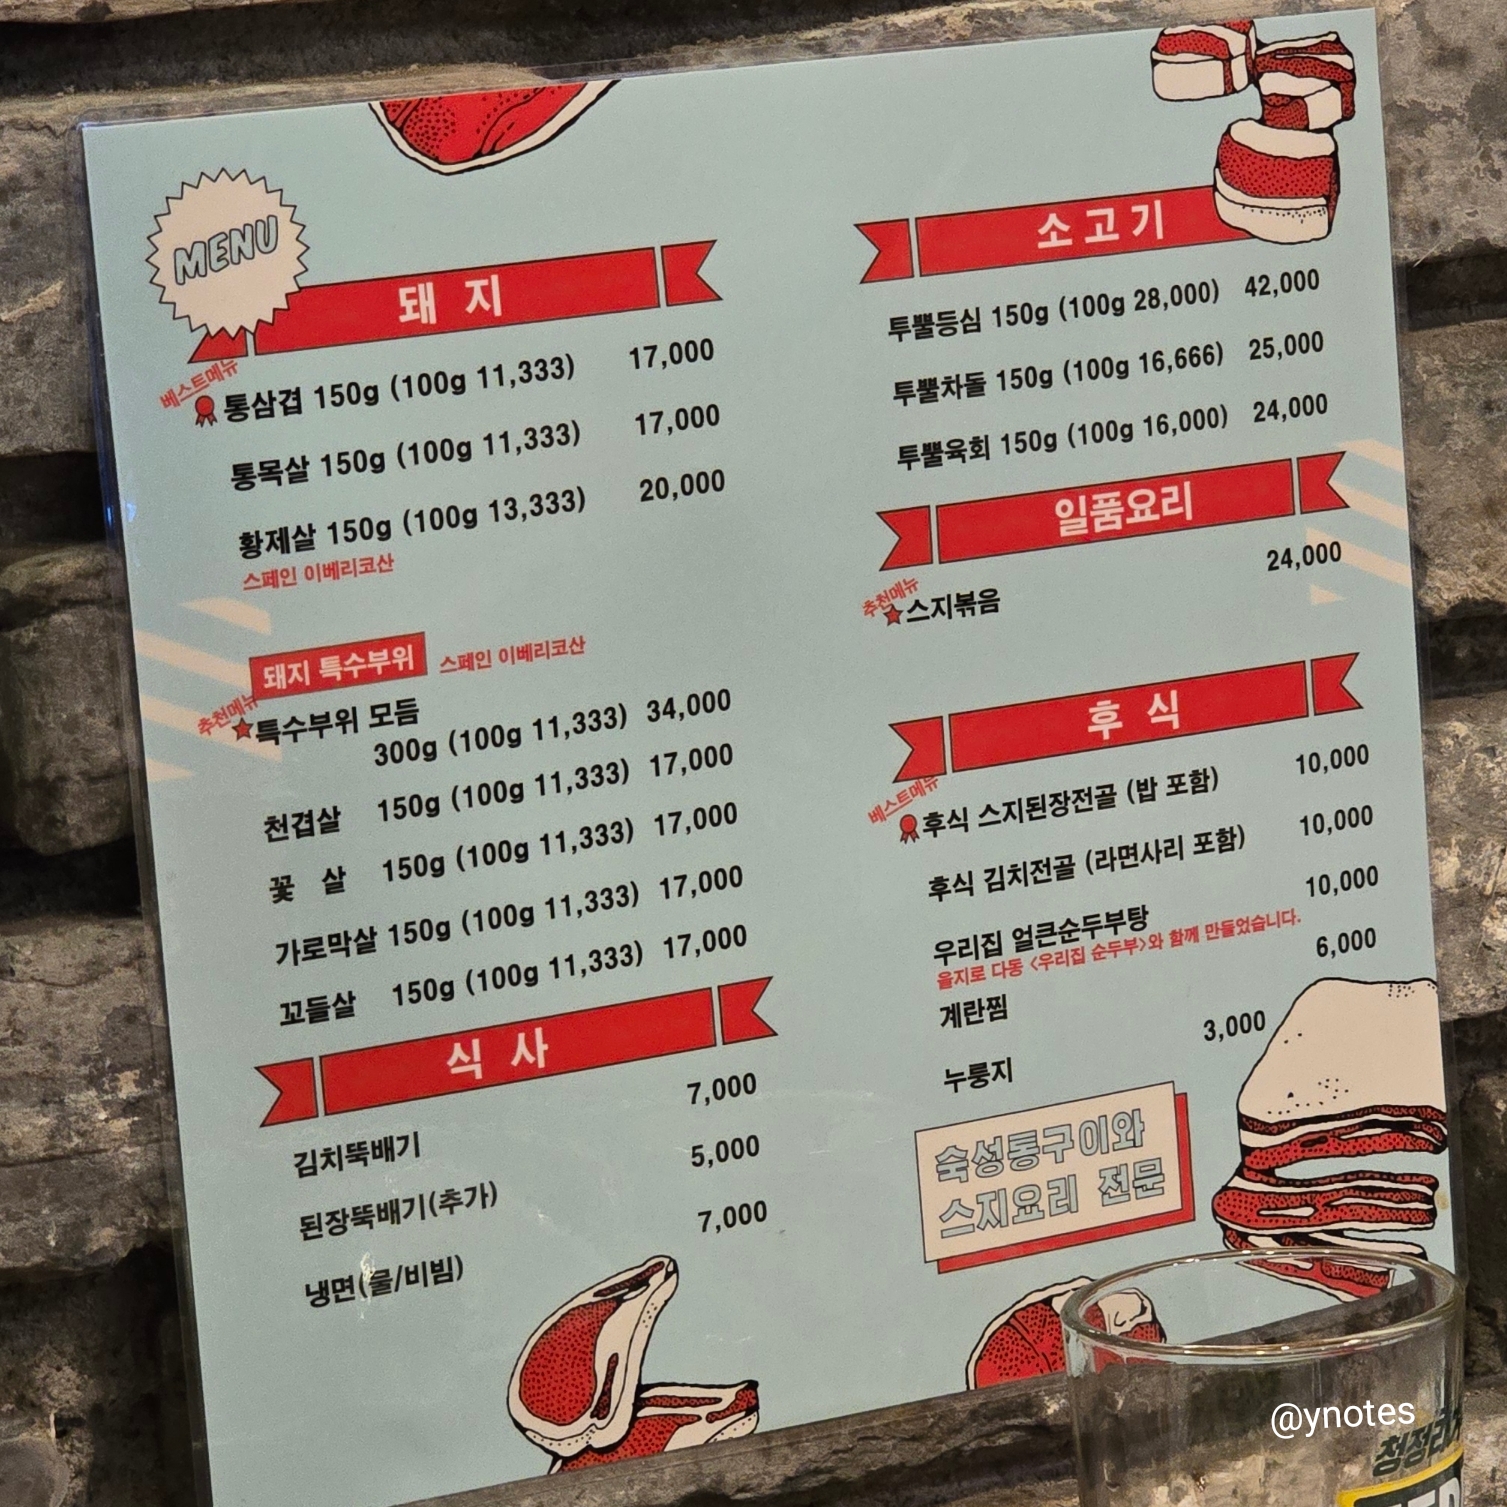 MENU
돼 지
베스트메뉴
통삼겹 150g (100g 11,333) 17,000
통목살 150g (100g 11,333) 17,000
황제살 150g (100g 13,333) 20,000
스페인 이베리코산
돼지 특수부위 스페인 이베리코산
추천메뉴
특수부위 모듬
300g (100g 11,333) 34,000
천겹살 150g (100g 11,333) 17,000
꽃 살 150g (100g 11,333) 17,000
가로막살 150g (100g 11,333) 17,000
꼬들살 150g (100g 11,333) 17,000
식 사
김치뚝배기 7,000
된장뚝배기(추가) 5,000
냉면(물/비빔) 7,000
소고기
투뿔등심 150g (100g 28,000) 42,000
투뿔차돌 150g (100g 16,666) 25,000
투뿔육회 150g (100g 16,000) 24,000
일품요리
추천메뉴
스지볶음 24,000
후 식
베스트메뉴
후식 스지된장전골 (밥 포함) 10,000
후식 김치전골 (라면사리 포함) 10,000
우리집 얼큰순두부탕 10,000
을지로 다동 <우리집 순두부>와 함께 만들었습니다.
계란찜 6,000
누룽지 3,000
숙성통구이와
스지요리 전문
@ynotes